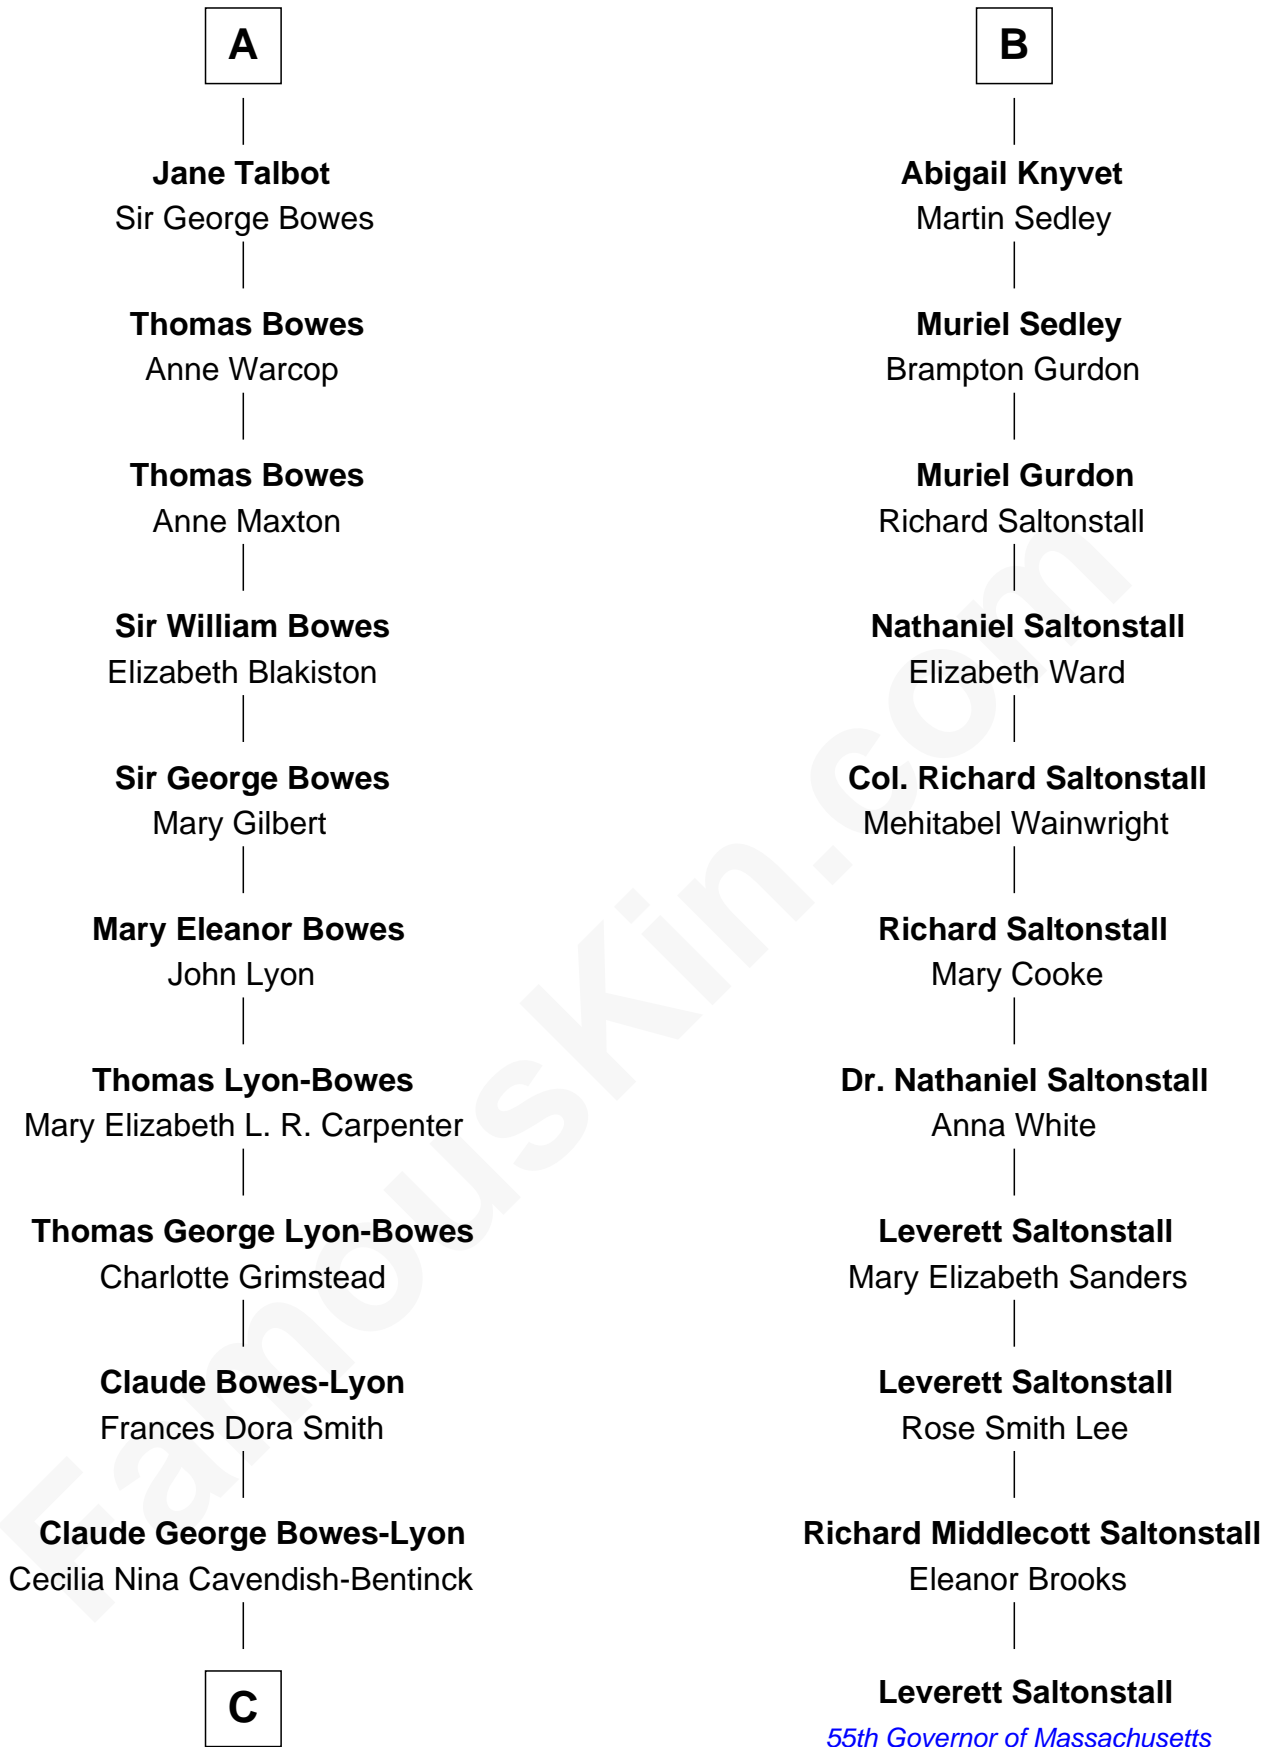 A
Jane Talbot
Sir George Bowes
Thomas Bowes
Anne Warcop
Thomas Bowes
Anne Maxton
Sir William Bowes
Elizabeth Blakiston
Sir George Bowes
Mary Gilbert
Mary Eleanor Bowes
John Lyon
Thomas Lyon-Bowes
Mary Elizabeth L. R. Carpenter
Thomas George Lyon-Bowes
Charlotte Grimstead
Claude Bowes-Lyon
Frances Dora Smith
Claude George Bowes-Lyon
Cecilia Nina Cavendish-Bentinck
C
B
Abigail Knyvet
Martin Sedley
Muriel Sedley
Brampton Gurdon
Muriel Gurdon
Richard Saltonstall
Nathaniel Saltonstall
Elizabeth Ward
Col. Richard Saltonstall
Mehitabel Wainwright
Richard Saltonstall
Mary Cooke
Dr. Nathaniel Saltonstall
Anna White
Leverett Saltonstall
Mary Elizabeth Sanders
Leverett Saltonstall
Rose Smith Lee
Richard Middlecott Saltonstall
Eleanor Brooks
Leverett Saltonstall
55th Governor of Massachusetts
FamousKin.com